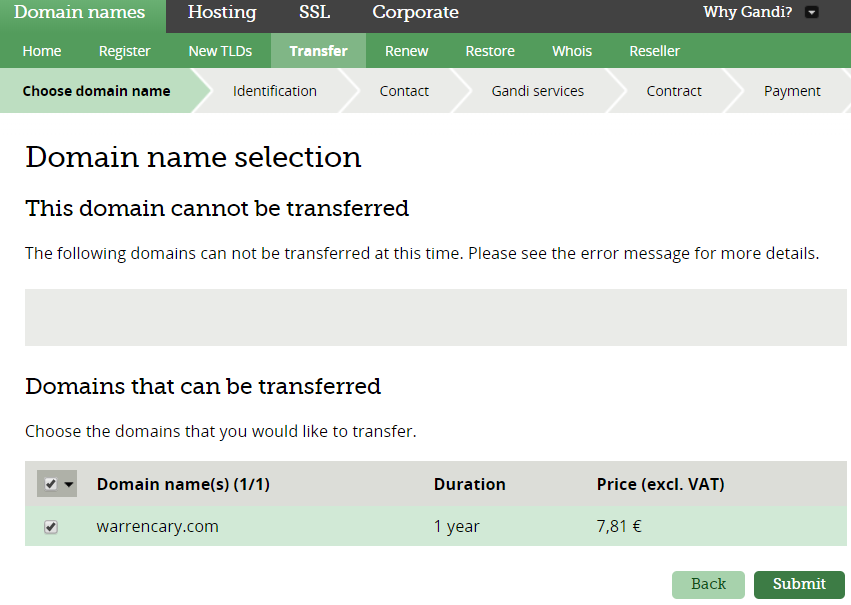 Domain names Hosting SSL Corporate Why Gandi?
Home Register New TLDs Transfer Renew Restore Whois Reseller
Choose domain name Identification Contact Gandi services Contract Payment
Domain name selection
This domain cannot be transferred
The following domains can not be transferred at this time. Please see the error message for more details.
Domains that can be transferred
Choose the domains that you would like to transfer.
Domain name(s) (1/1) Duration Price (excl. VAT)
warrencary.com 1 year 7,81 €
Back Submit